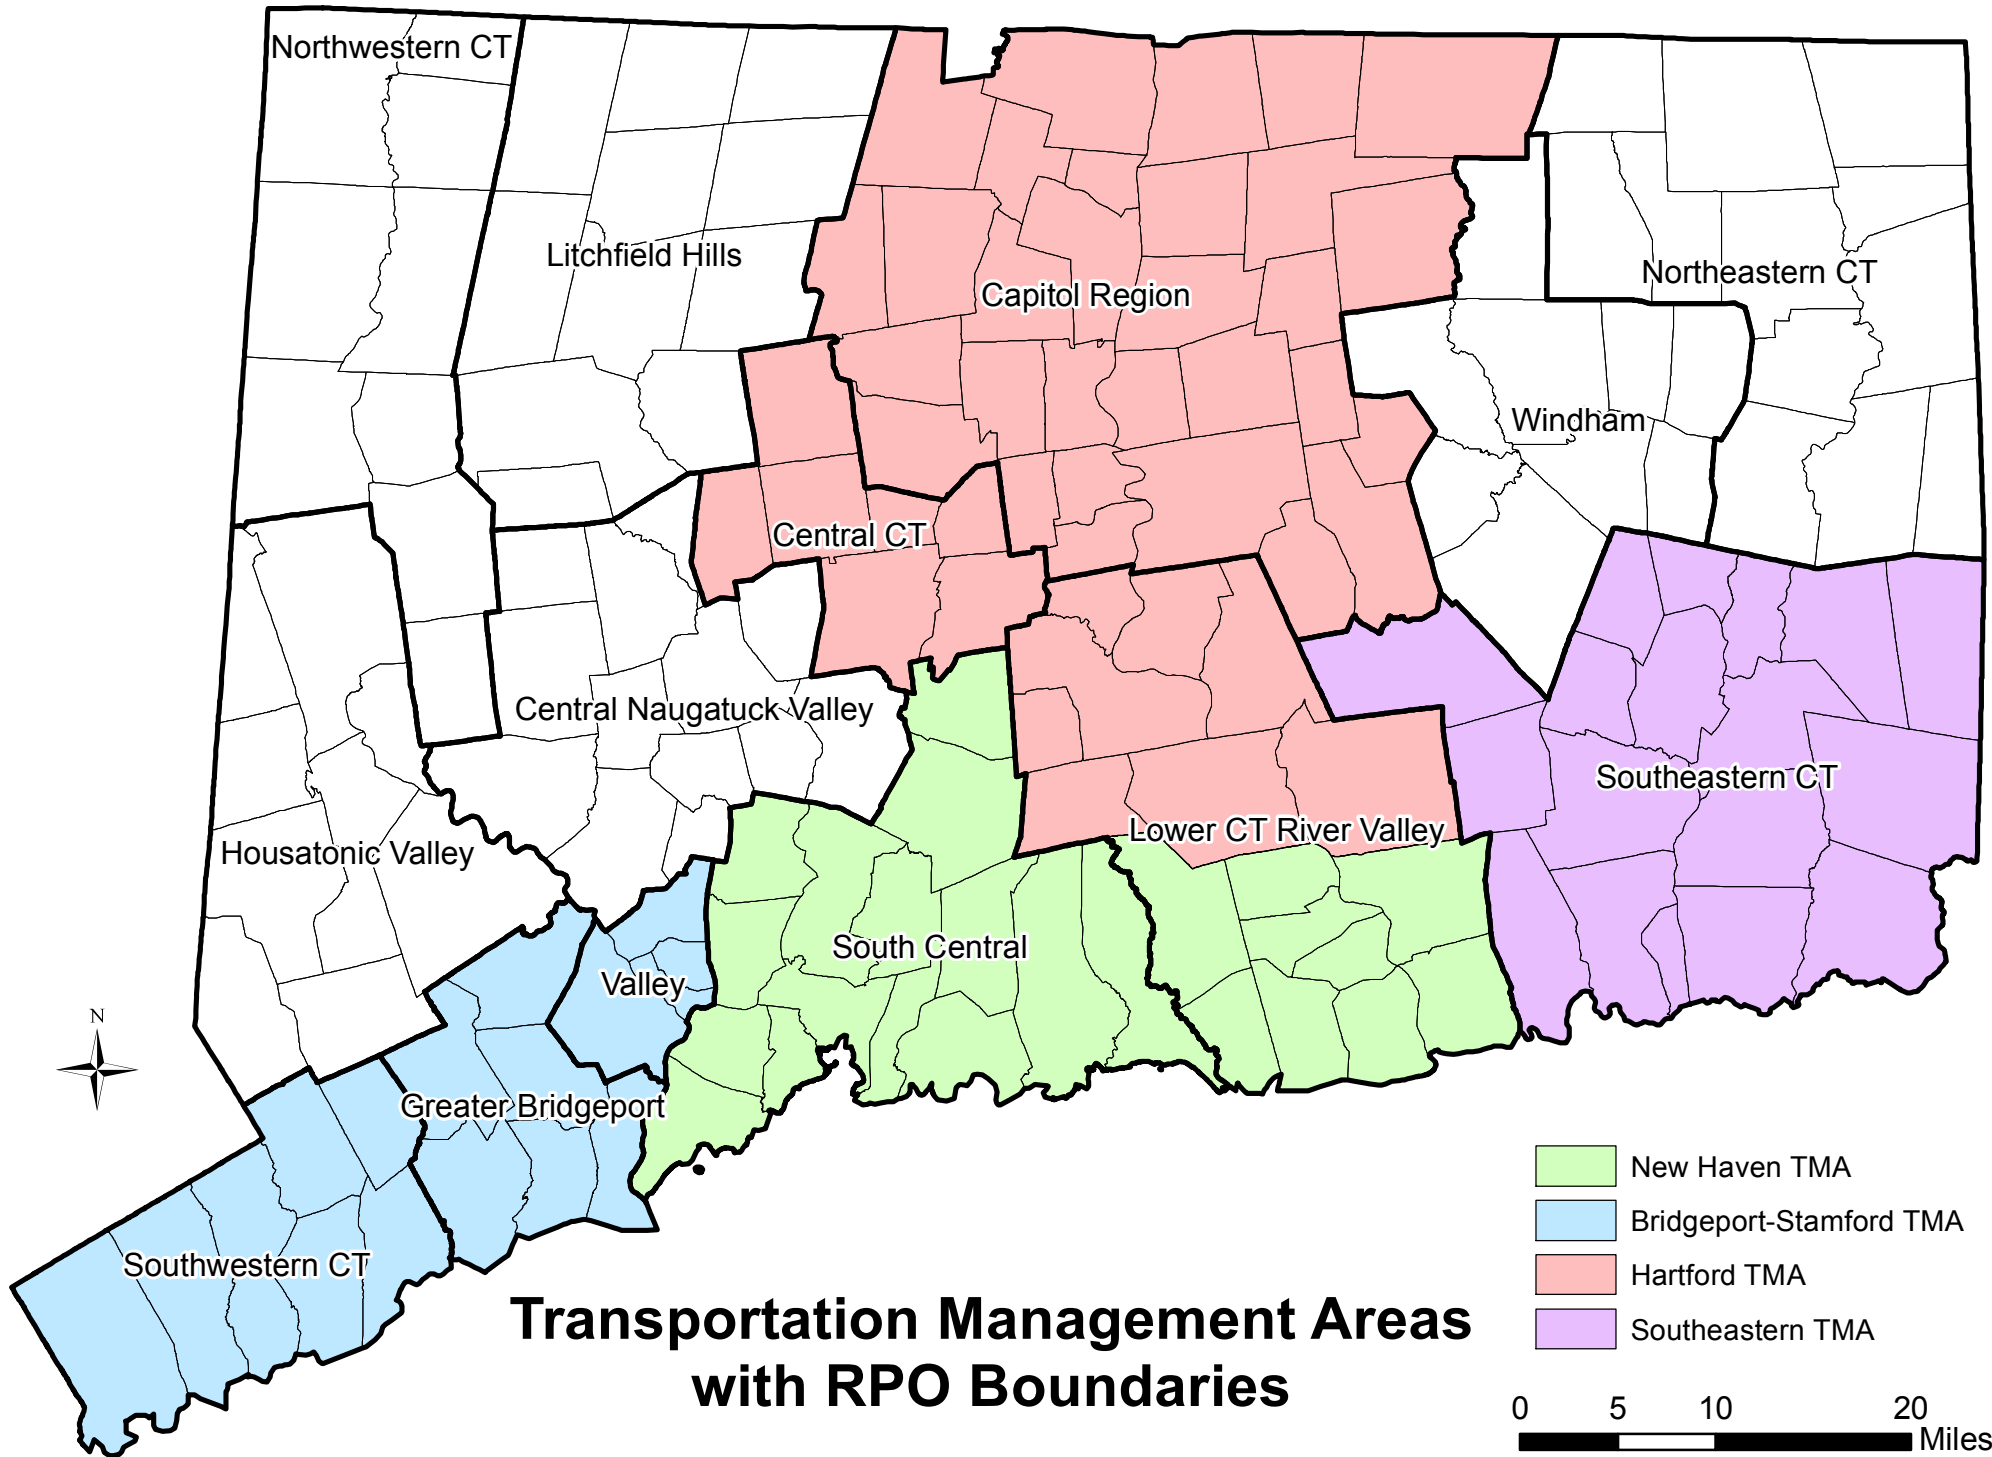 Northwestern CT
Litchfield Hills
Capitol Region
Northeastern CT
Windham
Central CT
Central Naugatuck Valley
Southeastern CT
Lower CT River Valley
Housatonic Valley
South Central
Valley
N
Greater Bridgeport
Southwestern CT
New Haven TMA
Bridgeport-Stamford TMA
Hartford TMA
Southeastern TMA
Transportation Management Areas
with RPO Boundaries
0 5 10 20
Miles